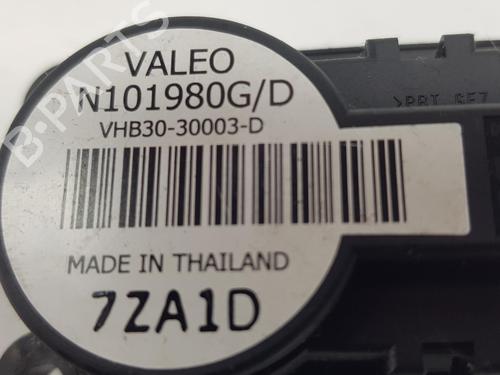 VALEO
N101980G/D
VHB30-30003-D
MADE IN THAILAND
7ZA1D
B-PARTS